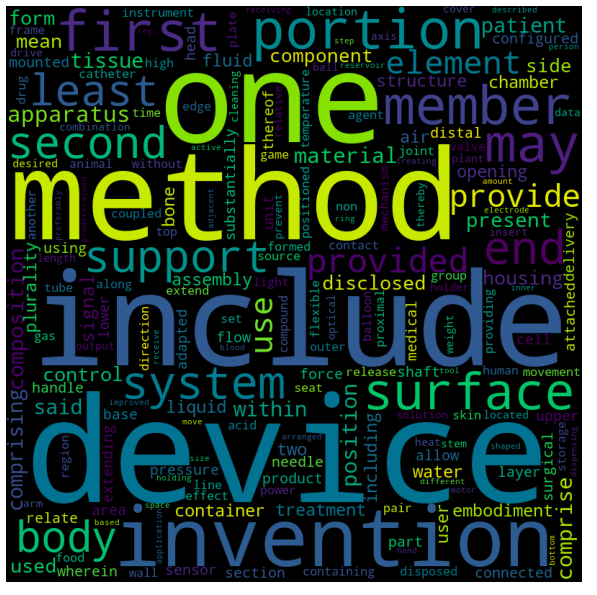 instrument
receiving
location
cover
described
form
frame
mean
mounted
head
plate
axis
step
configured
person
first
portion
patient
drive
tissue
high
fluid
component
element
side
drug
catheter
ball
reservoir
structure
chamber
least
one
member
apparatus
time
edge
cleaning
thereof
temperature
agent
data
combination
substantially
game
air
distal
second
material
joint
creating
valve
plant
may
desired
animal
without
active
positioned
opening
method
bone
unit
non
mechanism
amount
provide
another
coupled
top
adjacent
prevent
ring
thereby
electrode
preferably
present
end
length
using
formed
contact
insert
support
provided
plurality
tube
along
assembly
source
disclosed
group
housing
inner
attached
delivery
signal
extend
light
holder
composition
include
gas
lower
direction
adapted
use
set
compound
flexible
balloon
medical
proximal
optical
weight
providing
cell
output
receive
blood
flow
outer
control
system
force
release
human
movement
handle
seat
shaft
tool
surface
said
improved
within
position
solution
located
upper
comprising
base
move
liquid
including
skin
region
extending
device
acid
two
heat
stem
arranged
shaped
allow
surgical
storage
dispensing
arm
size
pressure
needle
water
layer
holding
line
product
different
area
effect
power
motor
body
relate
space
container
treatment
pair
user
embodiment
comprise
based
invention
food
application
part
hand
bottom
used
wherein
wall
sensor
section
containing
disposed
connected